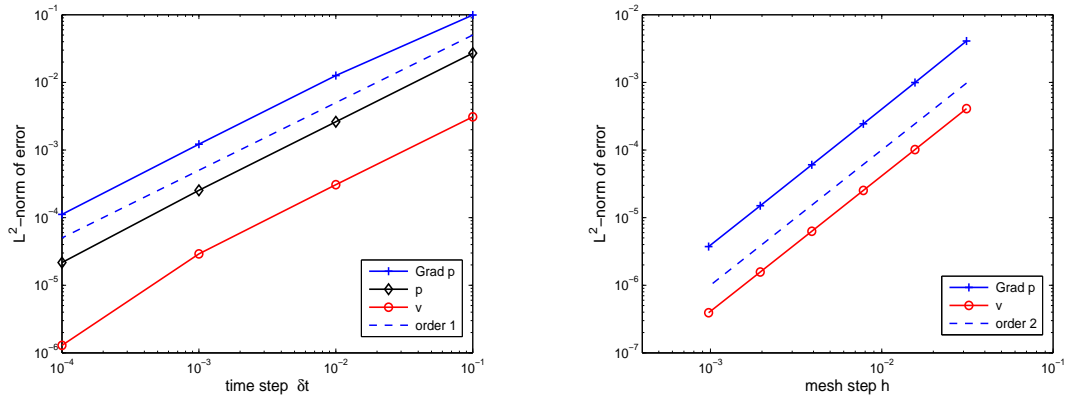 10^-1
10^-2
10^-3
10^-4
10^-5
10^-6
L^2-norm of error
10^-4
10^-3
10^-2
10^-1
time step δt
Grad p
p
v
order 1
10^-2
10^-3
10^-4
10^-5
10^-6
10^-7
L^2-norm of error
10^-3
10^-2
10^-1
mesh step h
Grad p
v
order 2